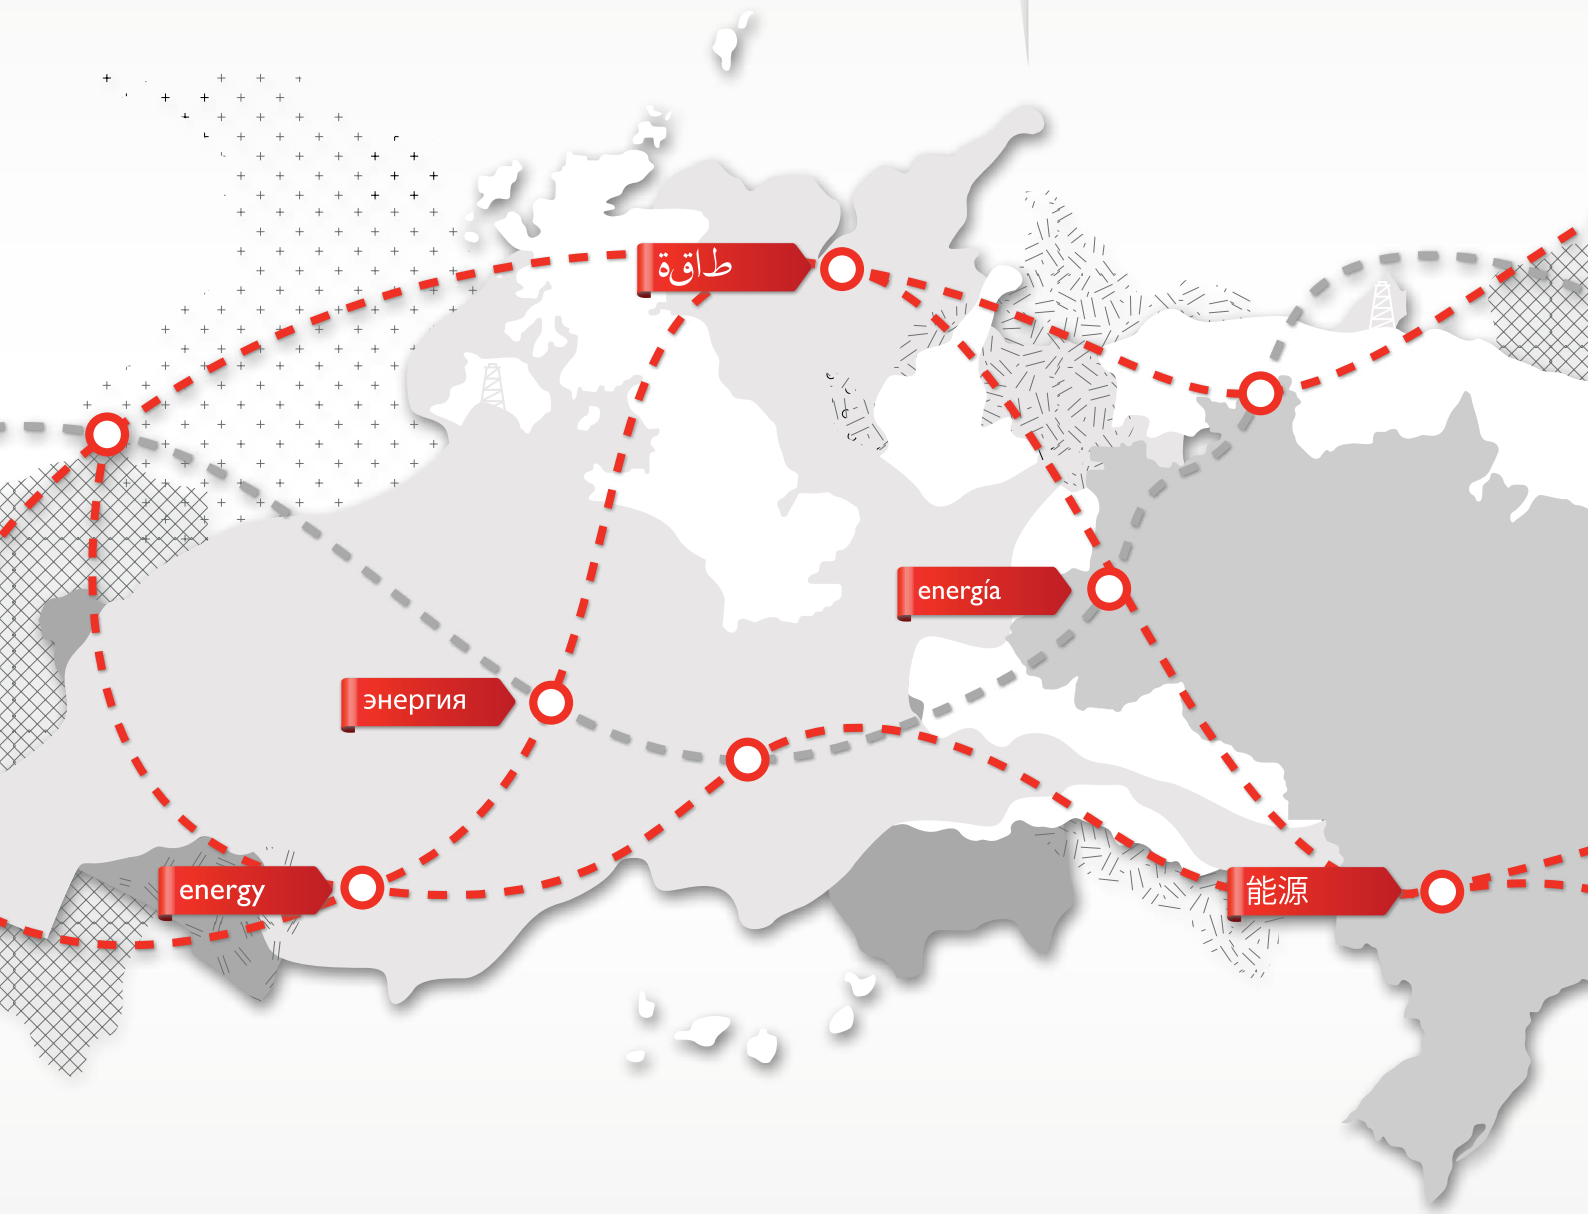 طاقة
energía
энергия
energy
能源